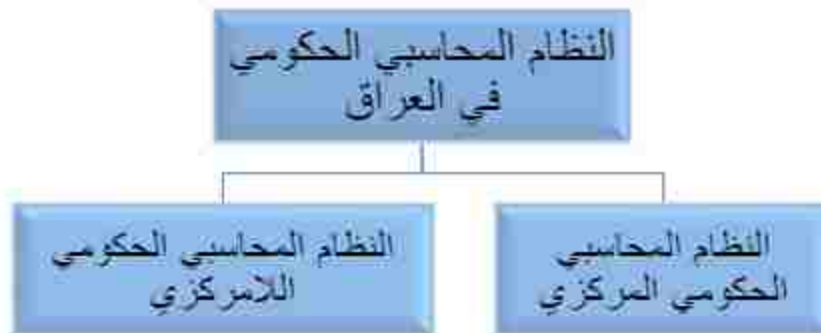 النظام المحاسبي الحكومي
في العراق
النظام المحاسبي
الحكومي المركزي
النظام المحاسبي الحكومي
اللامركزي